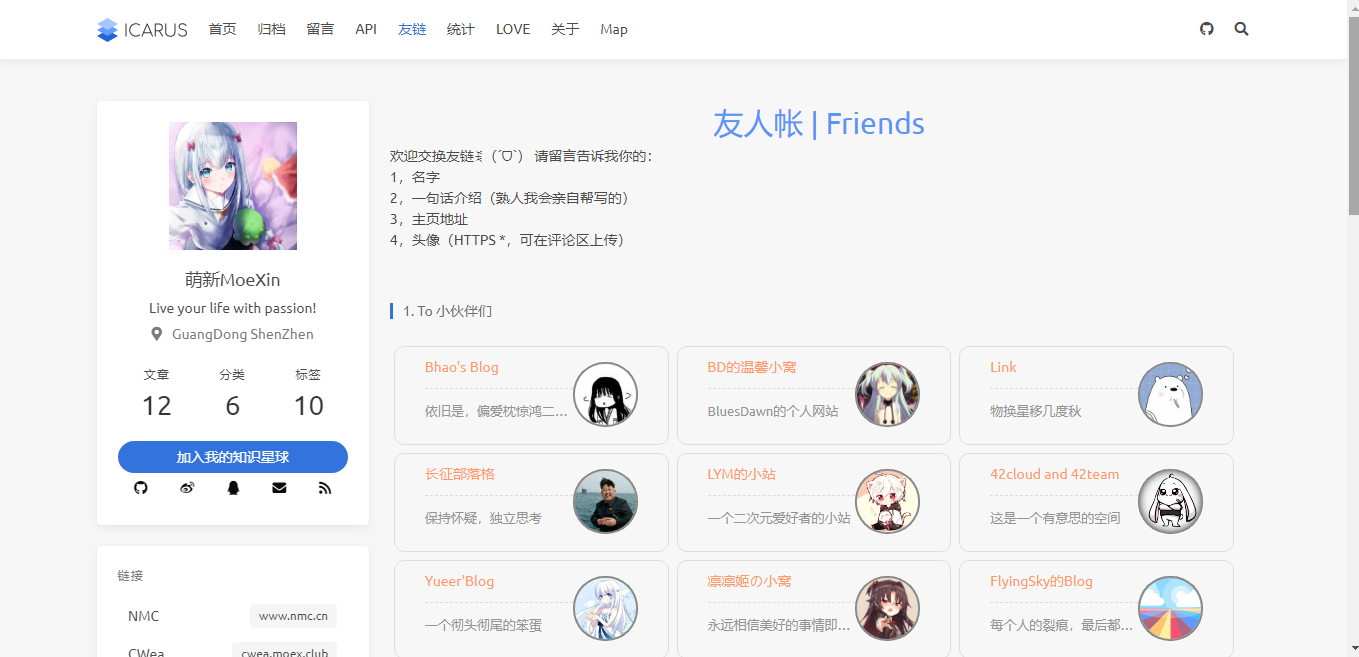 ICARUS 首页 归档 留言 API 友链 统计 LOVE 关于 Map
萌新MoeXin
Live your life with passion!
GuangDong ShenZhen
文章 分类 标签
12 6 10
加入我的知识星球
链接
NMC www.nmc.cn
CWea cwea.moex.club
友人帐 | Friends
欢迎交换友链ミ（ˊᗜˋ） 请留言告诉我你的：
1，名字
2，一句话介绍（熟人我会亲自帮写的）
3，主页地址
4，头像（HTTPS *，可在评论区上传）
1. To 小伙伴们
Bhao's Blog
依旧是，偏爱枕惊鸿二...
BD的温馨小窝
BluesDawn的个人网站
Link
物换星移几度秋
长征部落格
保持怀疑，独立思考
LYM的小站
一个二次元爱好者的小站
42cloud and 42team
这是一个有意思的空间
Yueer'Blog
一个彻头彻尾的笨蛋
凛凛姬の小窝
永远相信美好的事情即...
FlyingSky的Blog
每个人的裂痕，最后都...